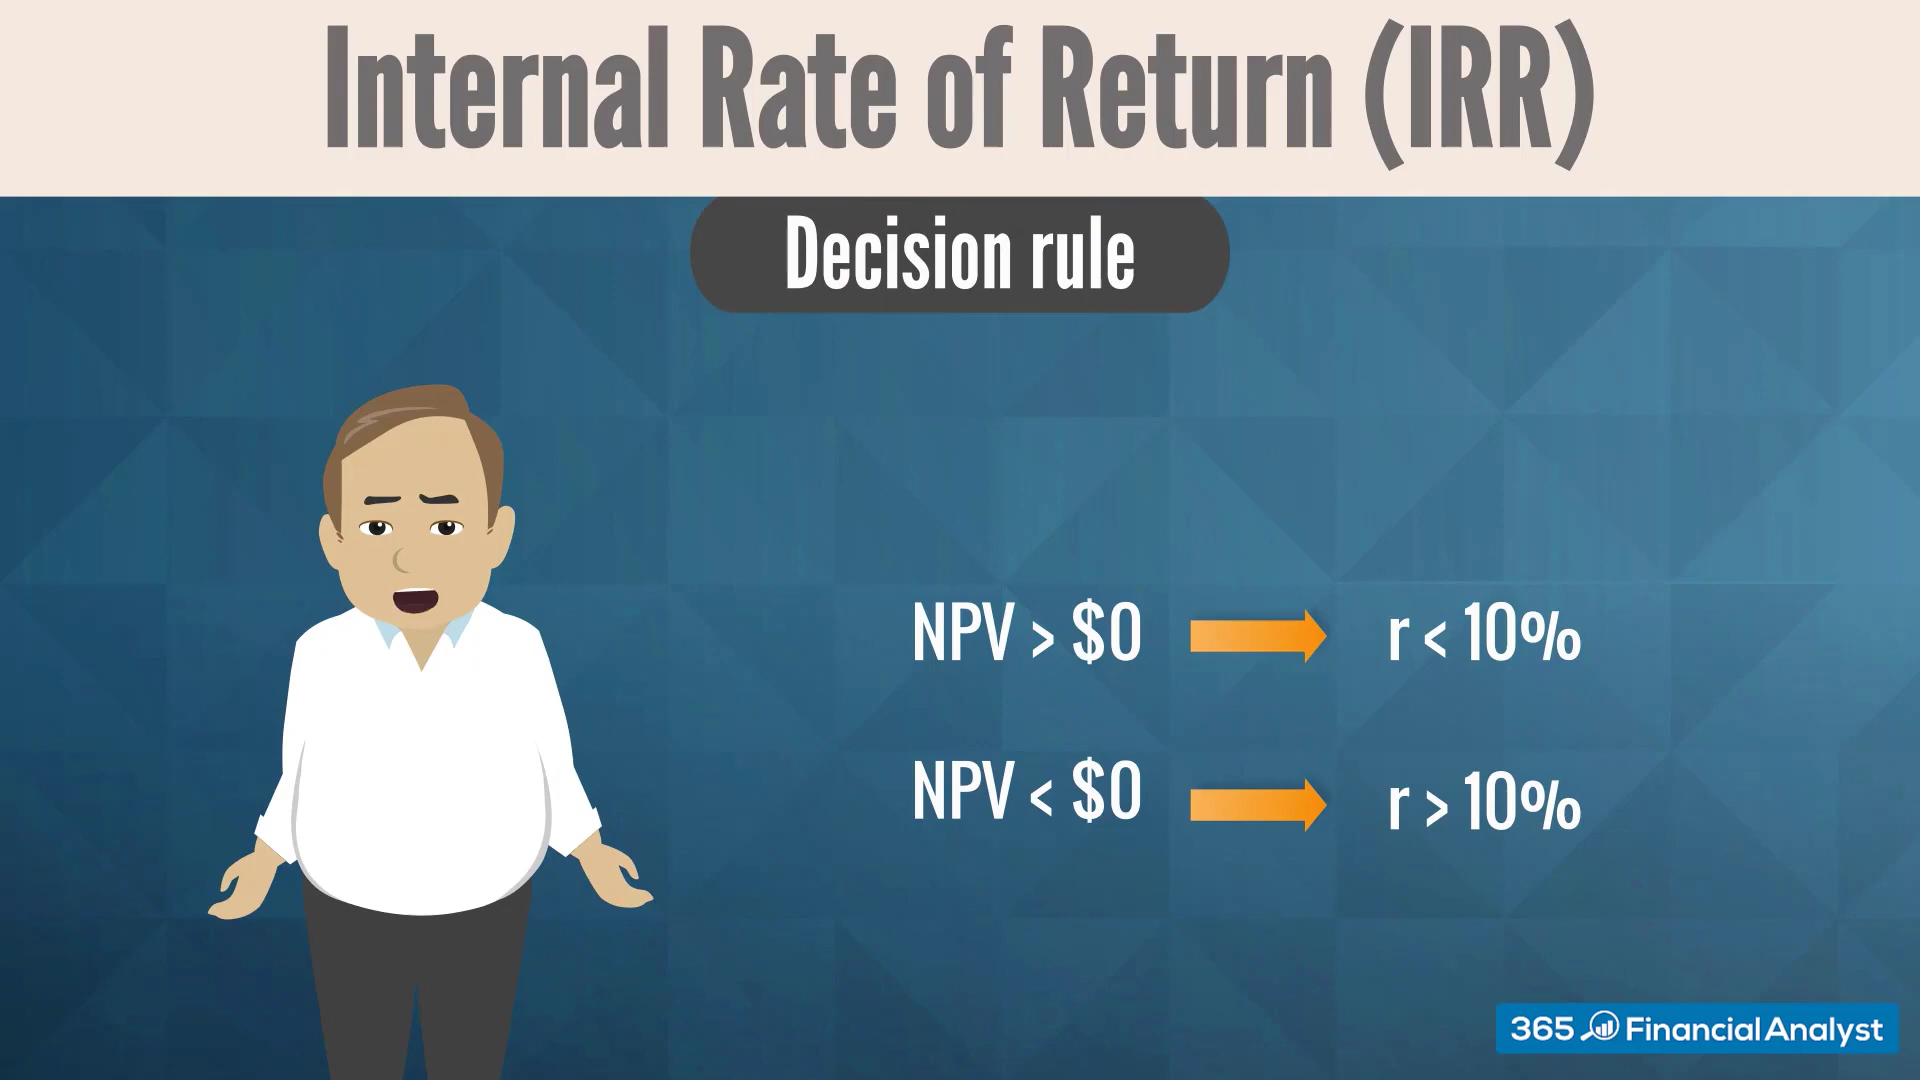 Internal Rate of Return (IRR)
Decision rule
NPV > $0 r < 10%
NPV < $0 r > 10%
365 Financial Analyst